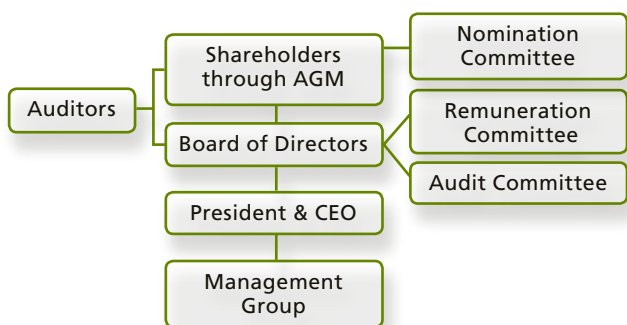 Shareholders
through AGM
Nomination
Committee
Auditors
Board of Directors
Remuneration
Committee
Audit Committee
President & CEO
Management
Group